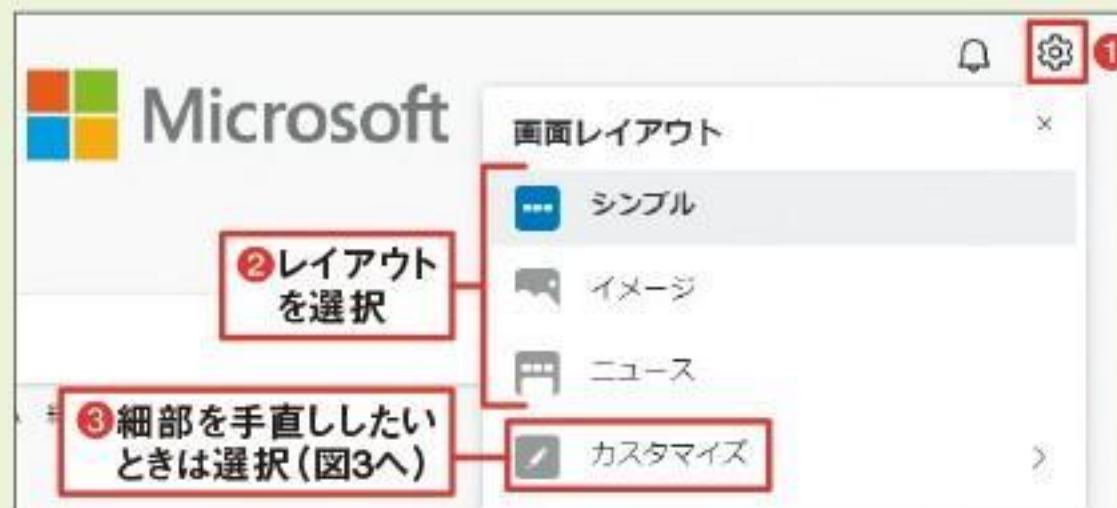 ❶
Microsoft
画面レイアウト
シンプル
❷レイアウト
を選択
イメージ
ニュース
❸細部を手直ししたい
ときは選択（図3へ）
カスタマイズ